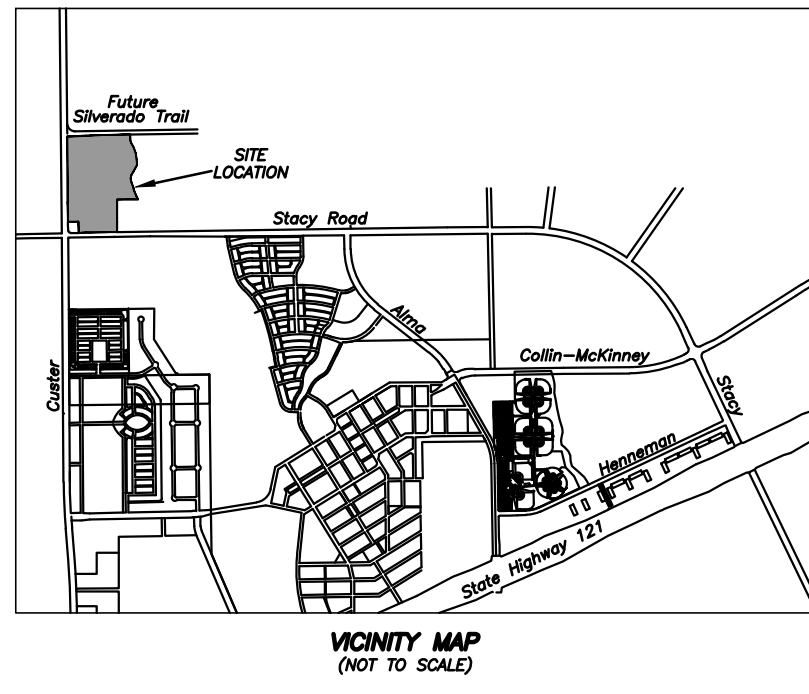 Future
Silverado Trail
SITE
LOCATION
Stacy Road
Alma
Collin-McKinney
Custer
Stacy
Henneman
State Highway 121
VICINITY MAP
(NOT TO SCALE)